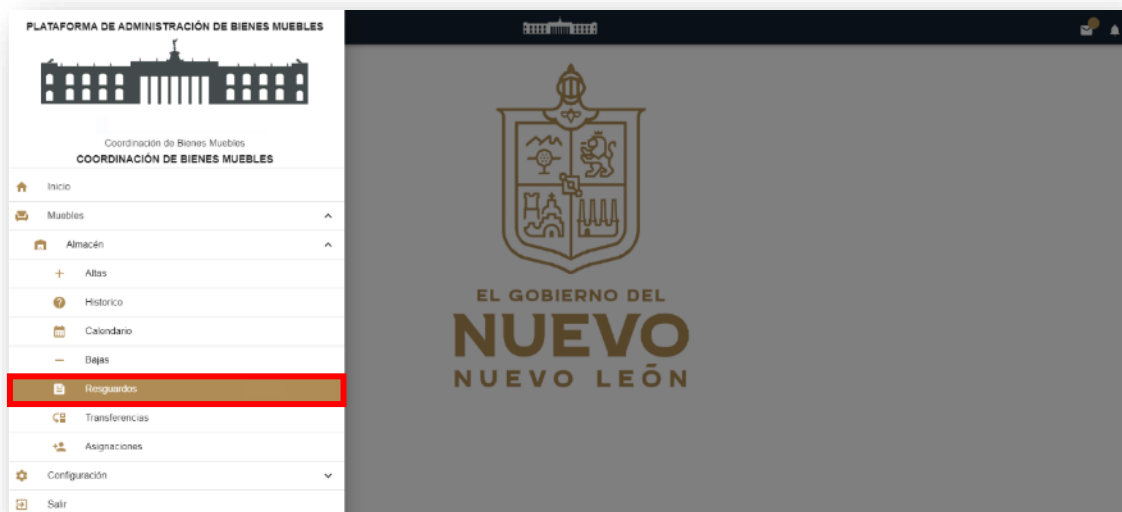 PLATAFORMA DE ADMINISTRACIÓN DE BIENES MUEBLES
Coordinación de Bienes Muebles
COORDINACIÓN DE BIENES MUEBLES
Inicio
Muebles
Almacén
Altas
Historico
Calendario
Bajas
Resguardos
Transferencias
Asignaciones
Configuración
Salir
EL GOBIERNO DEL
NUEVO
NUEVO LEÓN